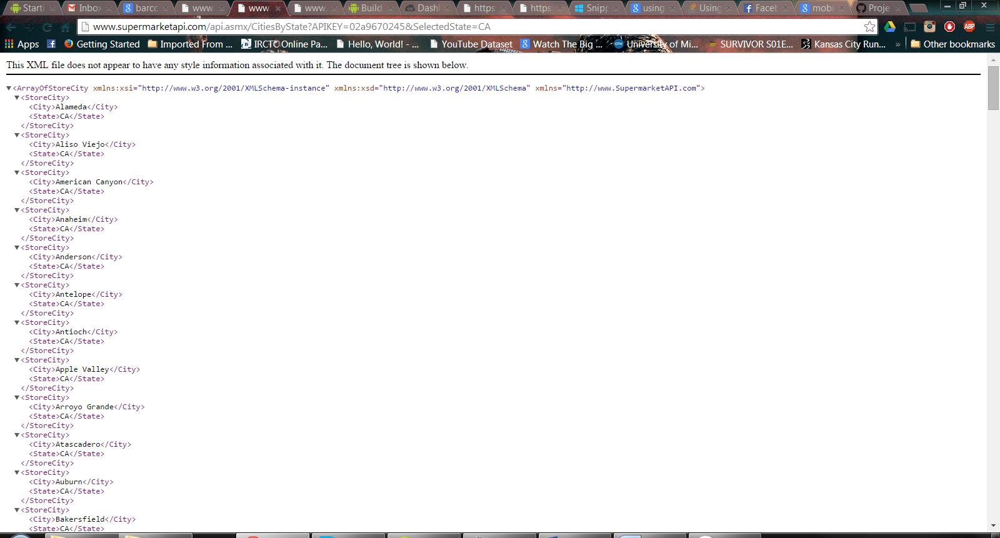 Starti
Inbox
barco
www
www.
www.
Build
Dash
https
https
Snipp
using
Using
Faceb
mobi
Proje
www.supermarketapi.com/api.asmx/CitiesByState?APIKEY=02a9670245&SelectedState=CA
Apps
Getting Started
Imported From ...
IRCTC Online Pa...
Hello, World! - ...
YouTube Dataset
Watch The Big ...
University of Mi...
SURVIVOR S01E...
Kansas City Run...
»
Other bookmarks
This XML file does not appear to have any style information associated with it. The document tree is shown below.
<ArrayOfStoreCity xmlns:xsi="http://www.w3.org/2001/XMLSchema-instance" xmlns:xsd="http://www.w3.org/2001/XMLSchema" xmlns="http://www.SupermarketAPI.com">
<StoreCity>
<City>Alameda</City>
<State>CA</State>
</StoreCity>
<StoreCity>
<City>Aliso Viejo</City>
<State>CA</State>
</StoreCity>
<StoreCity>
<City>American Canyon</City>
<State>CA</State>
</StoreCity>
<StoreCity>
<City>Anaheim</City>
<State>CA</State>
</StoreCity>
<StoreCity>
<City>Anderson</City>
<State>CA</State>
</StoreCity>
<StoreCity>
<City>Antelope</City>
<State>CA</State>
</StoreCity>
<StoreCity>
<City>Antioch</City>
<State>CA</State>
</StoreCity>
<StoreCity>
<City>Apple Valley</City>
<State>CA</State>
</StoreCity>
<StoreCity>
<City>Arroyo Grande</City>
<State>CA</State>
</StoreCity>
<StoreCity>
<City>Atascadero</City>
<State>CA</State>
</StoreCity>
<StoreCity>
<City>Auburn</City>
<State>CA</State>
</StoreCity>
<StoreCity>
<City>Bakersfield</City>
<State>CA</State>